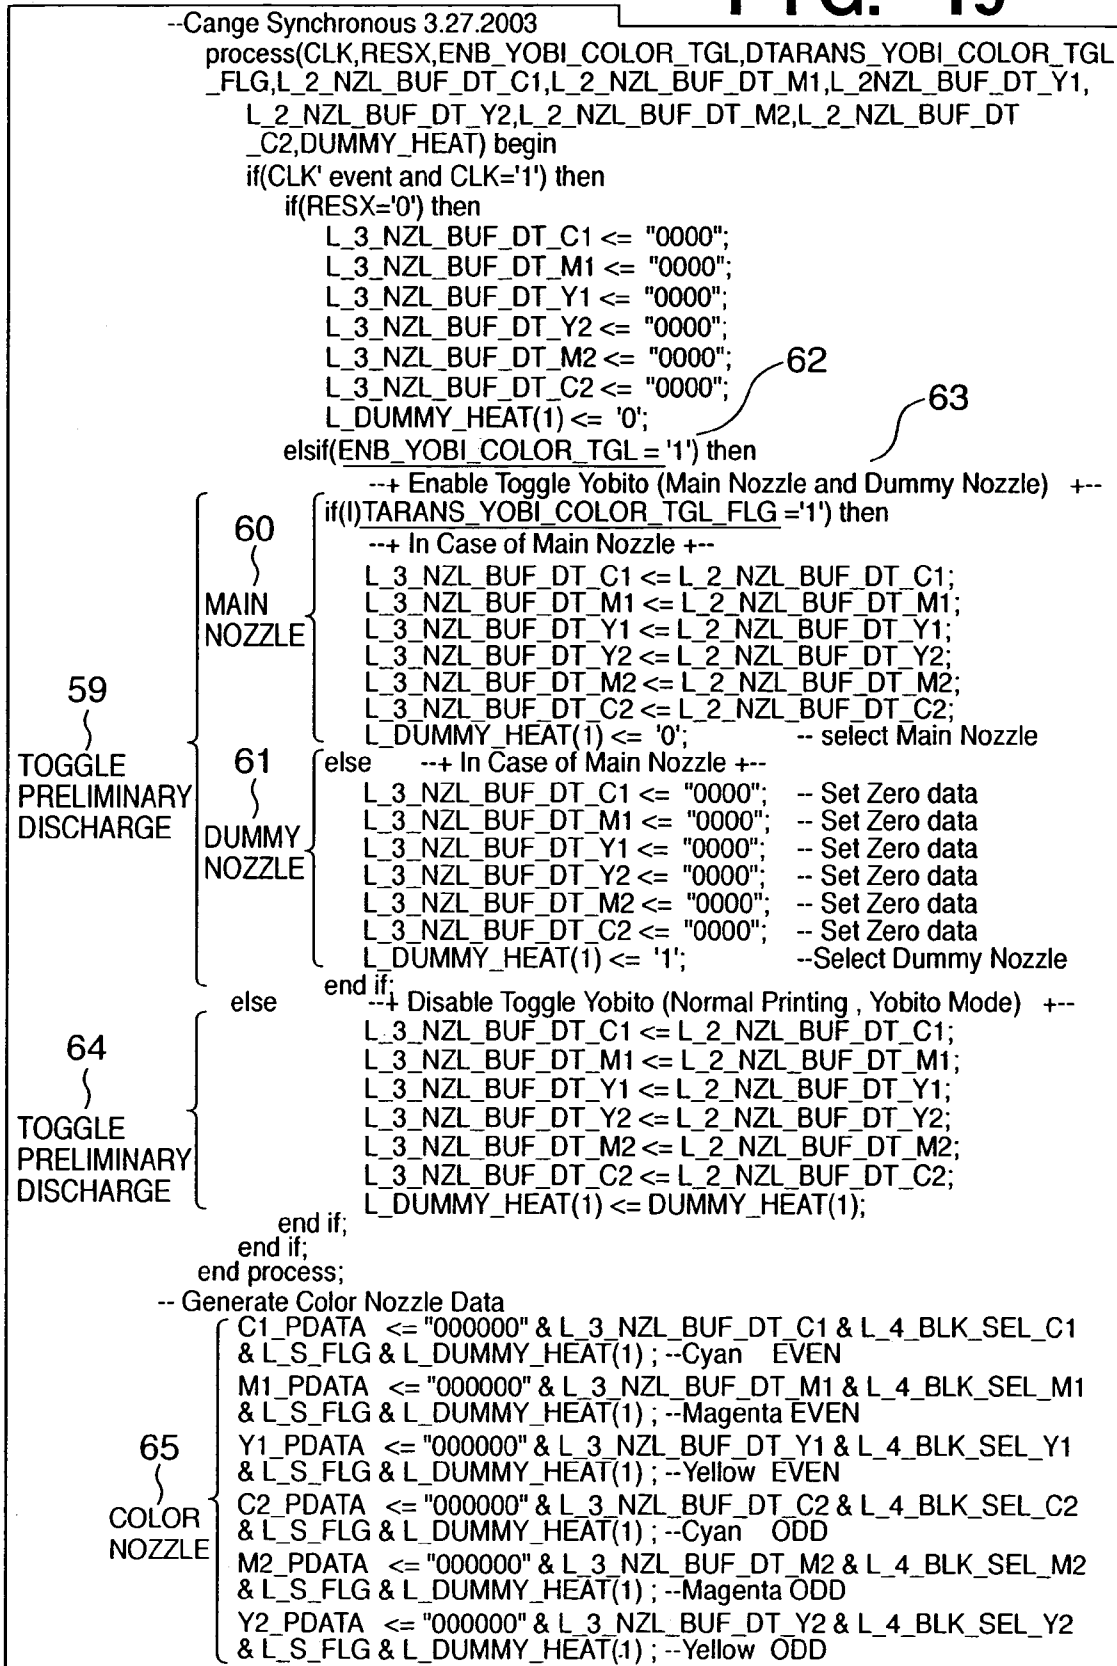 FIG. 19
--Cange Synchronous 3.27.2003
process(CLK,RESX,ENB_YOBI_COLOR_TGL,DTARANS_YOBI_COLOR_TGL
_FLG,L_2_NZL_BUF_DT_C1,L_2_NZL_BUF_DT_M1,L_2NZL_BUF_DT_Y1,
L_2_NZL_BUF_DT_Y2,L_2_NZL_BUF_DT_M2,L_2_NZL_BUF_DT
_C2,DUMMY_HEAT) begin
if(CLK' event and CLK='1') then
if(RESX='0') then
L_3_NZL_BUF_DT_C1 <= "0000";
L_3_NZL_BUF_DT_M1 <= "0000";
L_3_NZL_BUF_DT_Y1 <= "0000";
L_3_NZL_BUF_DT_Y2 <= "0000";
L_3_NZL_BUF_DT_M2 <= "0000";
L_3_NZL_BUF_DT_C2 <= "0000";
62
L_DUMMY_HEAT(1) <= '0';
63
elsif(ENB_YOBI_COLOR_TGL = '1') then
--+ Enable Toggle Yobito (Main Nozzle and Dummy Nozzle) +--
if(I)TARANS_YOBI_COLOR_TGL_FLG ='1') then
60
--+ In Case of Main Nozzle +--
L_3_NZL_BUF_DT_C1 <= L_2_NZL_BUF_DT_C1;
MAIN
NOZZLE
L_3_NZL_BUF_DT_M1 <= L_2_NZL_BUF_DT_M1;
L_3_NZL_BUF_DT_Y1 <= L_2_NZL_BUF_DT_Y1;
L_3_NZL_BUF_DT_Y2 <= L_2_NZL_BUF_DT_Y2;
L_3_NZL_BUF_DT_M2 <= L_2_NZL_BUF_DT_M2;
L_3_NZL_BUF_DT_C2 <= L_2_NZL_BUF_DT_C2;
L_DUMMY_HEAT(1) <= '0'; -- select Main Nozzle
59
TOGGLE
PRELIMINARY
DISCHARGE
61
DUMMY
NOZZLE
else --+ In Case of Main Nozzle +--
L_3_NZL_BUF_DT_C1 <= "0000"; -- Set Zero data
L_3_NZL_BUF_DT_M1 <= "0000"; -- Set Zero data
L_3_NZL_BUF_DT_Y1 <= "0000"; -- Set Zero data
L_3_NZL_BUF_DT_Y2 <= "0000"; -- Set Zero data
L_3_NZL_BUF_DT_M2 <= "0000"; -- Set Zero data
L_3_NZL_BUF_DT_C2 <= "0000"; -- Set Zero data
L_DUMMY_HEAT(1) <= '1'; --Select Dummy Nozzle
end if;
else --+ Disable Toggle Yobito (Normal Printing , Yobito Mode) +--
L_3_NZL_BUF_DT_C1 <= L_2_NZL_BUF_DT_C1;
L_3_NZL_BUF_DT_M1 <= L_2_NZL_BUF_DT_M1;
L_3_NZL_BUF_DT_Y1 <= L_2_NZL_BUF_DT_Y1;
L_3_NZL_BUF_DT_Y2 <= L_2_NZL_BUF_DT_Y2;
L_3_NZL_BUF_DT_M2 <= L_2_NZL_BUF_DT_M2;
L_3_NZL_BUF_DT_C2 <= L_2_NZL_BUF_DT_C2;
L_DUMMY_HEAT(1) <= DUMMY_HEAT(1);
64
TOGGLE
PRELIMINARY
DISCHARGE
end if;
end if;
end process;
-- Generate Color Nozzle Data
C1_PDATA <= "000000" & L_3_NZL_BUF_DT_C1 & L_4_BLK_SEL_C1
& L_S_FLG & L_DUMMY_HEAT(1) ; --Cyan EVEN
M1_PDATA <= "000000" & L_3_NZL_BUF_DT_M1 & L_4_BLK_SEL_M1
& L_S_FLG & L_DUMMY_HEAT(1) ; --Magenta EVEN
Y1_PDATA <= "000000" & L_3_NZL_BUF_DT_Y1 & L_4_BLK_SEL_Y1
& L_S_FLG & L_DUMMY_HEAT(1) ; --Yellow EVEN
65
COLOR
NOZZLE
C2_PDATA <= "000000" & L_3_NZL_BUF_DT_C2 & L_4_BLK_SEL_C2
& L_S_FLG & L_DUMMY_HEAT(1) ; --Cyan ODD
M2_PDATA <= "000000" & L_3_NZL_BUF_DT_M2 & L_4_BLK_SEL_M2
& L_S_FLG & L_DUMMY_HEAT(1) ; --Magenta ODD
Y2_PDATA <= "000000" & L_3_NZL_BUF_DT_Y2 & L_4_BLK_SEL_Y2
& L_S_FLG & L_DUMMY_HEAT(1) ; --Yellow ODD